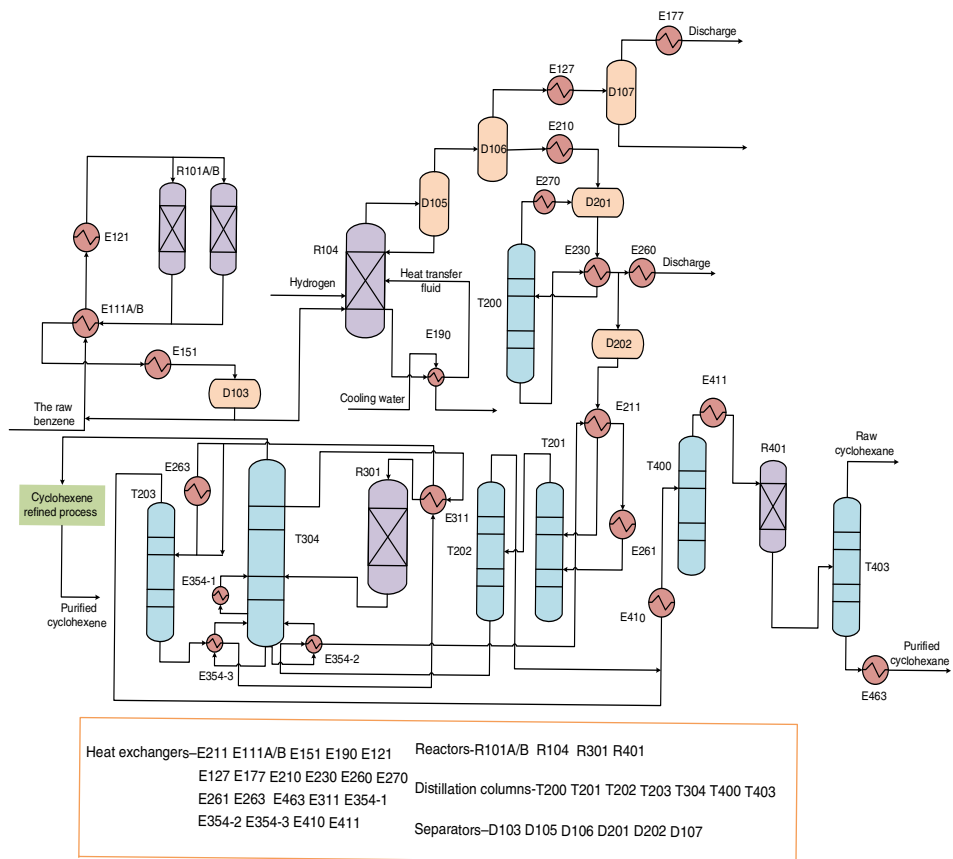 E177
Discharge
E127
D107
E210
D106
R101A/B
E270
D105
D201
E121
R104
E230
E260
Heat transfer
fluid
Discharge
Hydrogen
T200
E111A/B
E190
D202
E151
D103
Cooling water
E411
The raw
benzene
E211
Raw
cyclohexane
E263
T201
R301
R401
T203
T400
Cyclohexene
refined process
E311
T304
T202
E261
T403
E354-1
Purified
cyclohexene
E410
E354-2
E354-3
Purified
cyclohexane
E463
Heat exchangers–E211 E111A/B E151 E190 E121
E127 E177 E210 E230 E260 E270
E261 E263 E463 E311 E354-1
E354-2 E354-3 E410 E411
Reactors-R101A/B R104 R301 R401
Distillation columns-T200 T201 T202 T203 T304 T400 T403
Separators–D103 D105 D106 D201 D202 D107